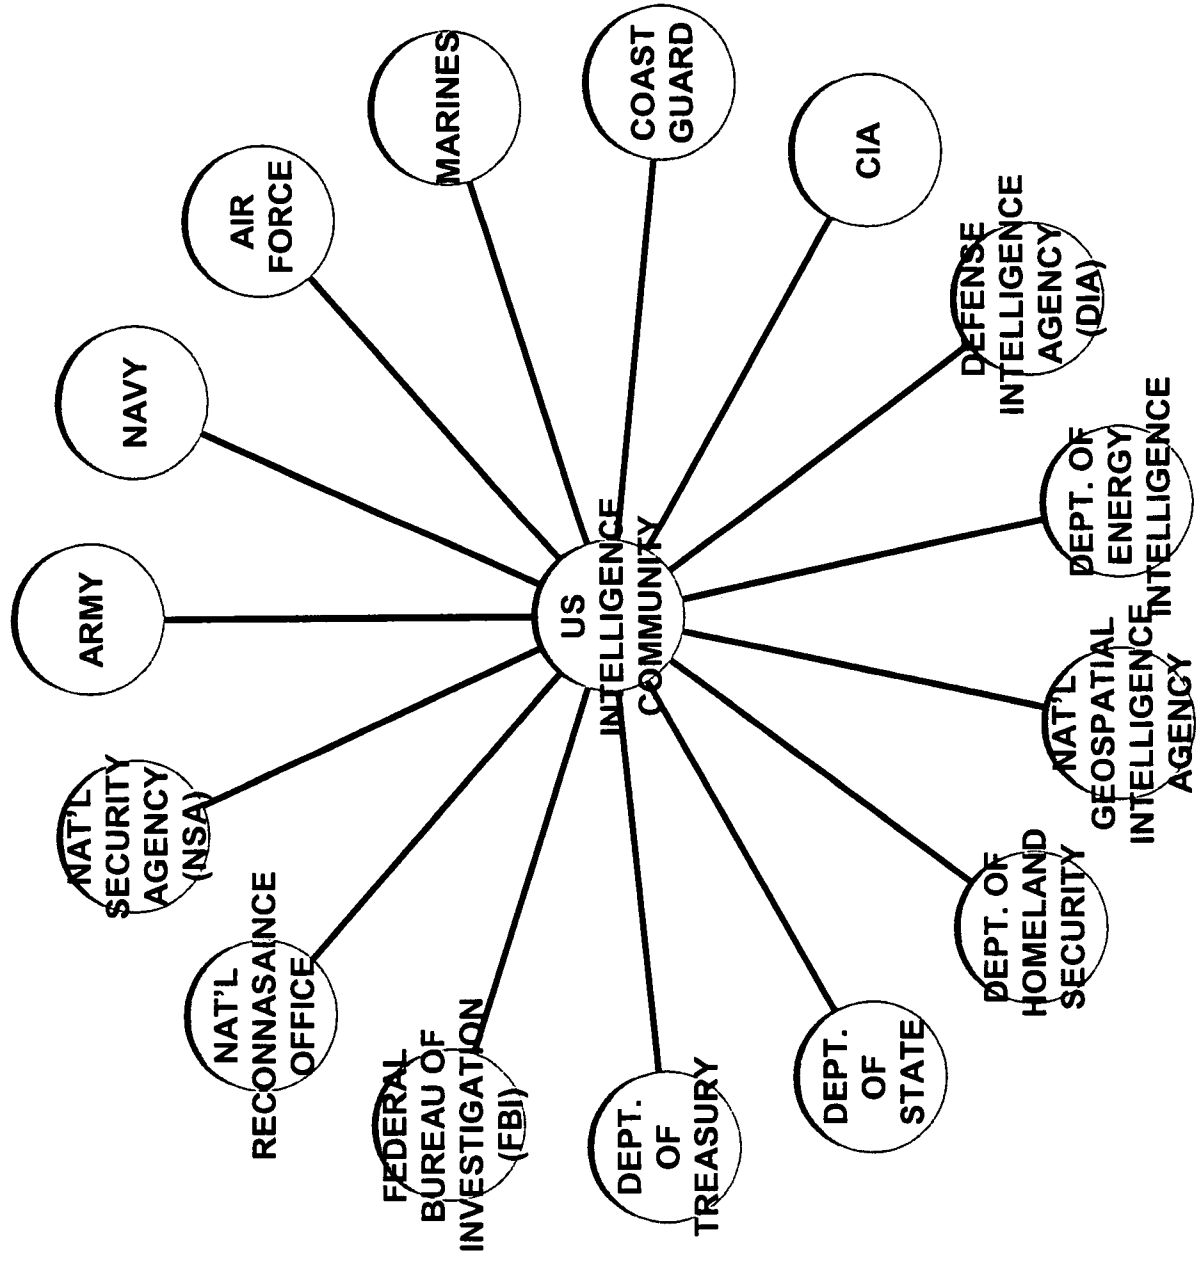 US
INTELLIGENCE
COMMUNITY
ARMY
NAVY
AIR
FORCE
MARINES
COAST
GUARD
CIA
DEFENSE
INTELLIGENCE
AGENCY
(DIA)
DEPT. OF
ENERGY
INTELLIGENCE
NAT'L
GEOSPATIAL
INTELLIGENCE
AGENCY
DEPT. OF
HOMELAND
SECURITY
DEPT.
OF
STATE
DEPT.
OF
TREASURY
FEDERAL
BUREAU OF
INVESTIGATION
(FBI)
NAT'L
RECONNASAINCE
OFFICE
NAT'L
SECURITY
AGENCY
(NSA)